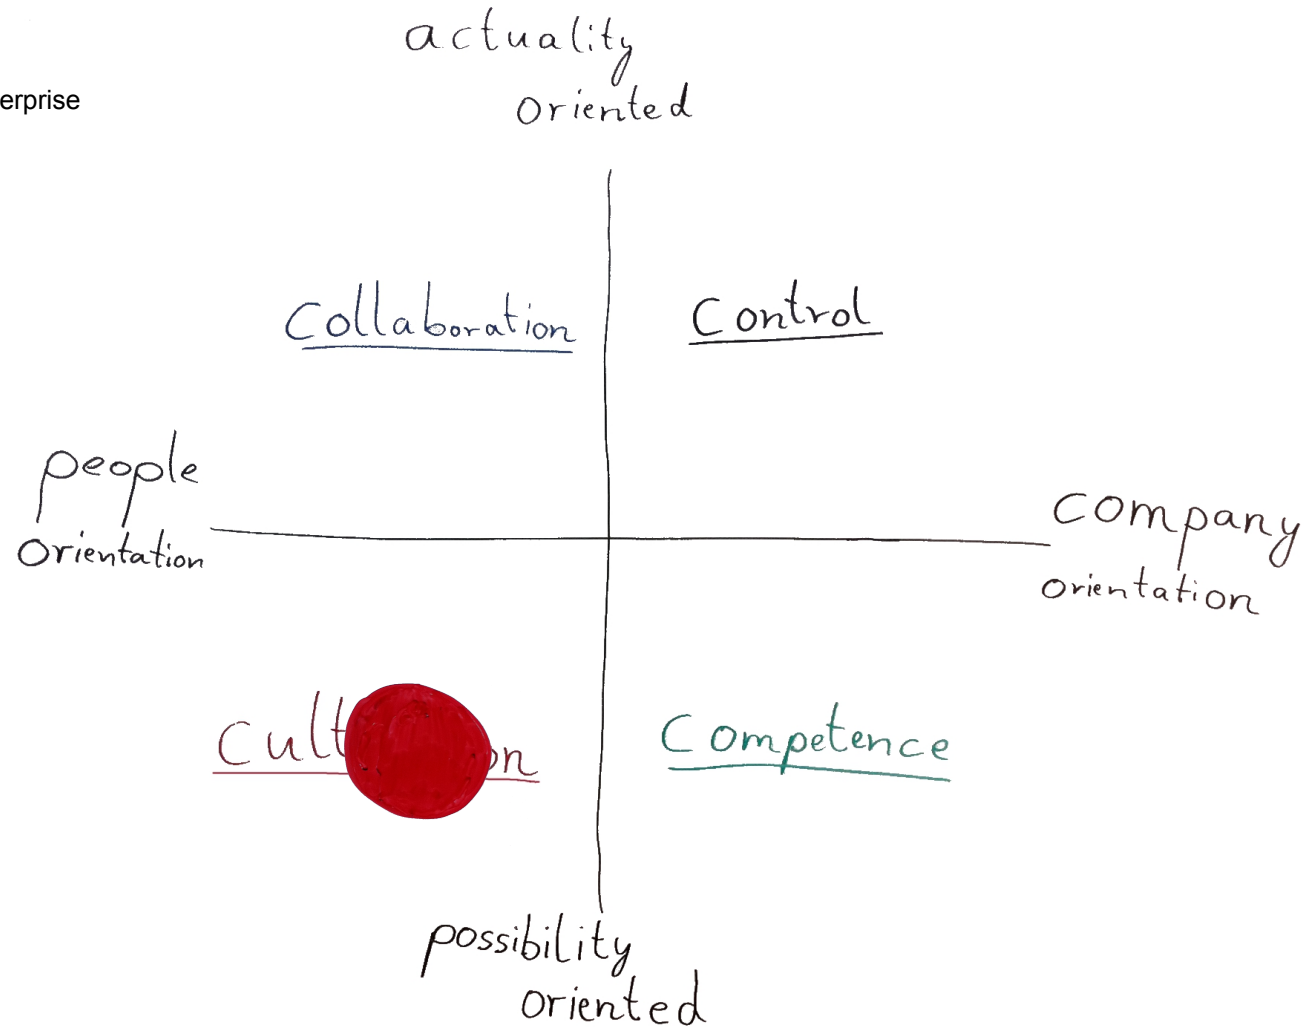 actuality
oriented
erprise
Collaboration
Control
people
orientation
company
orientation
Competence
possibility
oriented